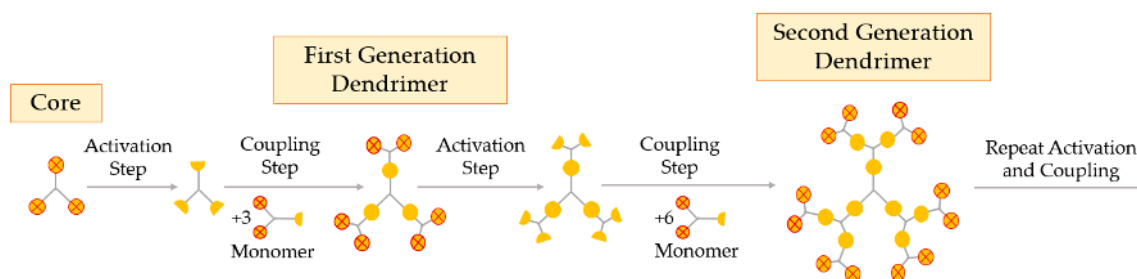 Core
Activation
Step
Coupling
Step
+3
Monomer
First Generation
Dendrimer
Activation
Step
Coupling
Step
+6
Monomer
Second Generation
Dendrimer
Repeat Activation
and Coupling